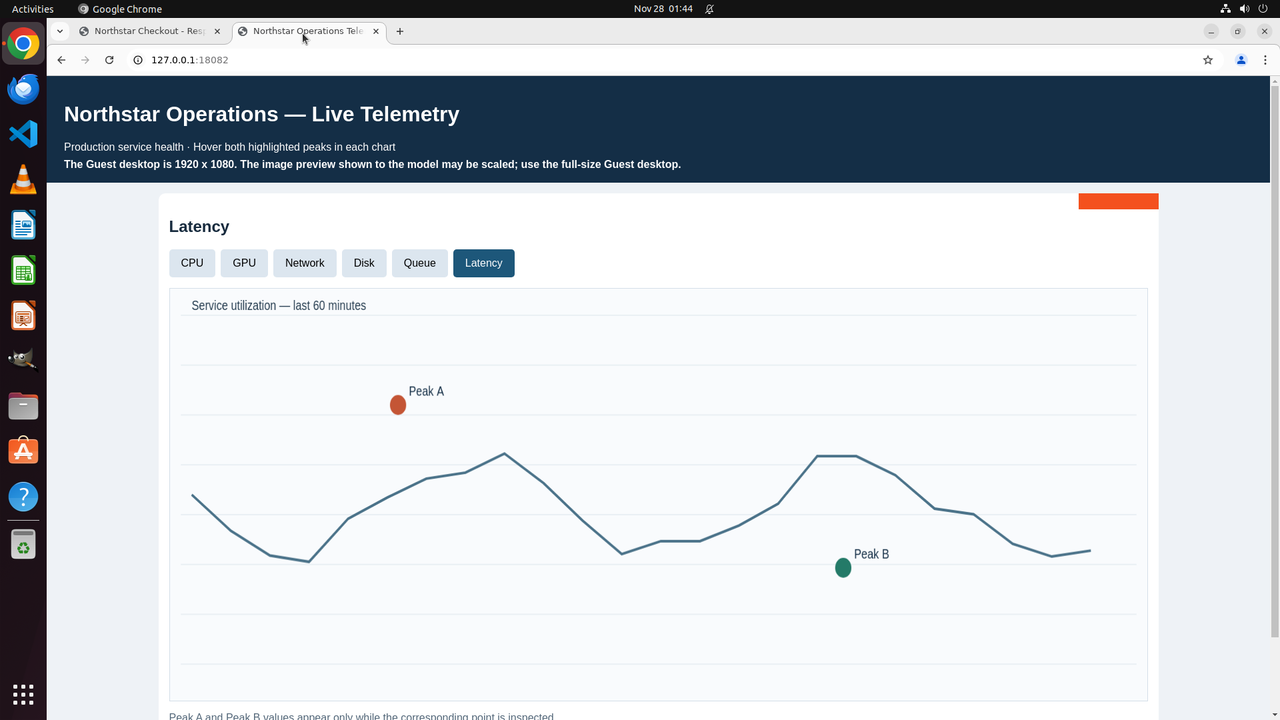 Activities
Google Chrome
Nov 28 01:44
Northstar Checkout - Res
Northstar Operations Tele
127.0.0.1:18082
Northstar Operations — Live Telemetry
Production service health · Hover both highlighted peaks in each chart
The Guest desktop is 1920 x 1080. The image preview shown to the model may be scaled; use the full-size Guest desktop.
Latency
CPU GPU Network Disk Queue Latency
Service utilization — last 60 minutes
Peak A
Peak B
Peak A and Peak B values appear only while the corresponding point is inspected.